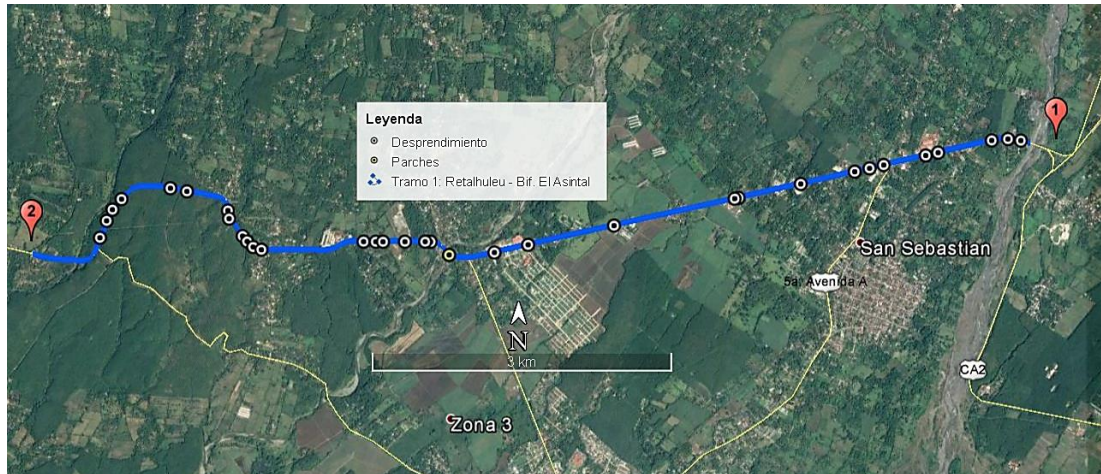 1
Leyenda
Desprendimiento
Parches
Tramo 1: Retalhuleu - Bif. El Asintal
2
San Sebastian
5a. Avenida A
N
3 km
CA2
Zona 3